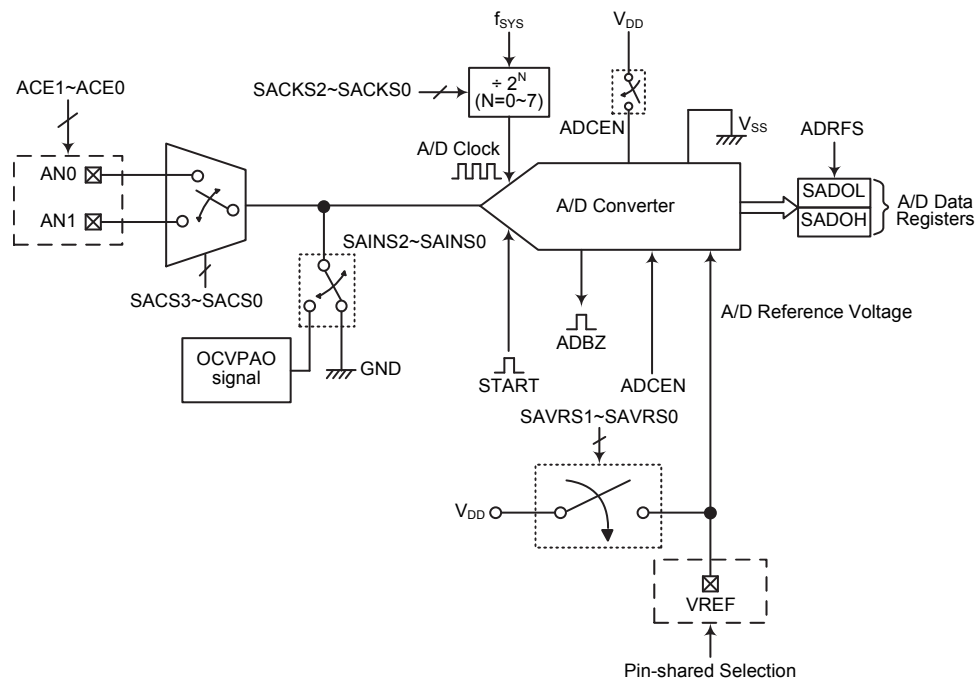 fSYS
VDD
ACE1~ACE0
SACKS2~SACKS0
÷ 2^N
(N=0~7)
ADCEN
VSS
ADRFS
A/D Clock
AN0
AN1
A/D Converter
SADOL
SADOH
A/D Data
Registers
SAINS2~SAINS0
SACS3~SACS0
A/D Reference Voltage
OCVPAO
signal
GND
ADBZ
START
ADCEN
SAVRS1~SAVRS0
VDD
VREF
Pin-shared Selection